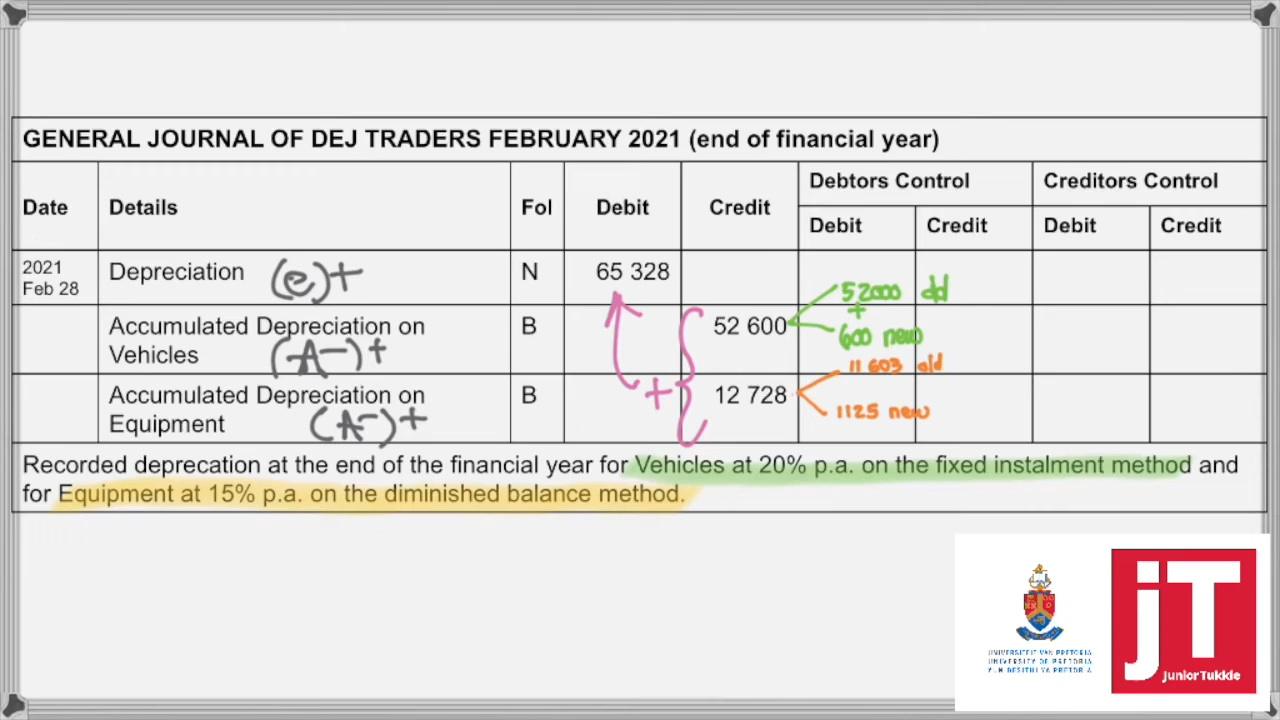 GENERAL JOURNAL OF DEJ TRADERS FEBRUARY 2021 (end of financial year)
Date Details Fol Debit Credit Debtors Control Creditors Control
Debit Credit Debit Credit
2021
Feb 28 Depreciation (e)+ N 65 328
Accumulated Depreciation on
Vehicles (A-)+ B 52 600
52000 old
+
600 new
Accumulated Depreciation on
Equipment (A-)+ B + 12 728
11 603 old
1125 new
Recorded deprecation at the end of the financial year for Vehicles at 20% p.a. on the fixed instalment method and
for Equipment at 15% p.a. on the diminished balance method.
UNIVERSITEIT VAN PRETORIA
UNIVERSITY OF PRETORIA
YUNIBESITHI YA PRETORIA
jT
JuniorTukkie